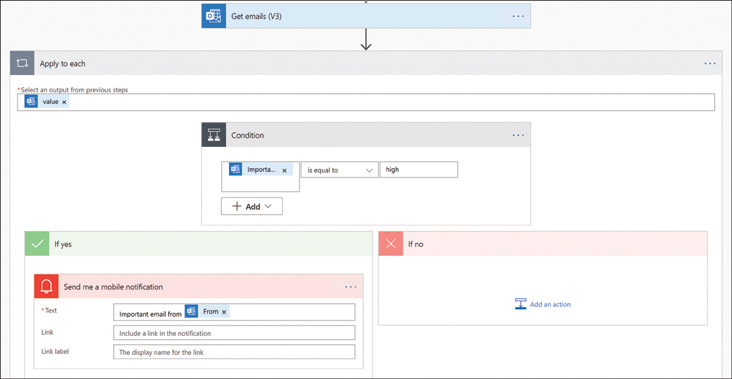 Get emails (V3)
Apply to each
*Select an output from previous steps
value ×
Condition
Importa... ×
is equal to
high
+ Add
If yes
If no
Send me a mobile notification
*Text
Important email from From ×
Link
Include a link in the notification
Link label
The display name for the link
Add an action